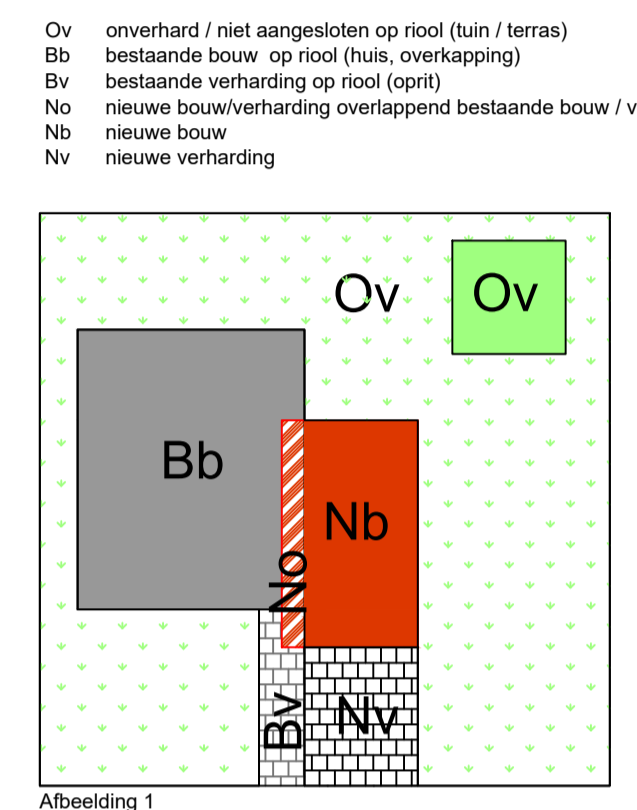 Ov onverhard / niet aangesloten op riool (tuin / terras)
Bb bestaande bouw op riool (huis, overkapping)
Bv bestaande verharding op riool (oprit)
No nieuwe bouw/verharding overlappend bestaande bouw / v
Nb nieuwe bouw
Nv nieuwe verharding
Ov
Ov
Bb
Nb
No
Bv
Nv
Afbeelding 1